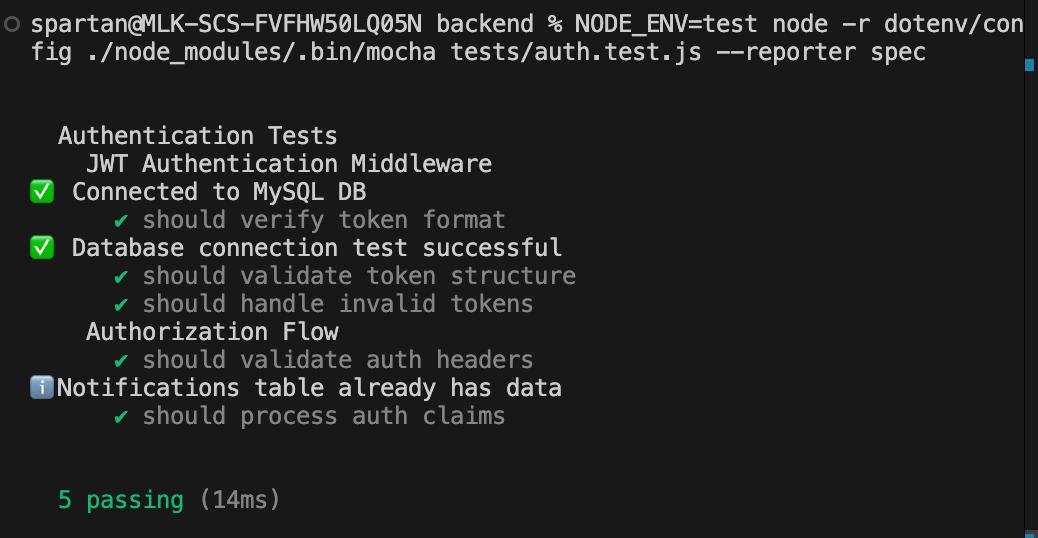 spartan@MLK-SCS-FVFHW50LQ05N backend % NODE_ENV=test node -r dotenv/con
fig ./node_modules/.bin/mocha tests/auth.test.js --reporter spec
Authentication Tests
JWT Authentication Middleware
✅ Connected to MySQL DB
✔ should verify token format
✅ Database connection test successful
✔ should validate token structure
✔ should handle invalid tokens
Authorization Flow
✔ should validate auth headers
ℹ️Notifications table already has data
✔ should process auth claims
5 passing (14ms)